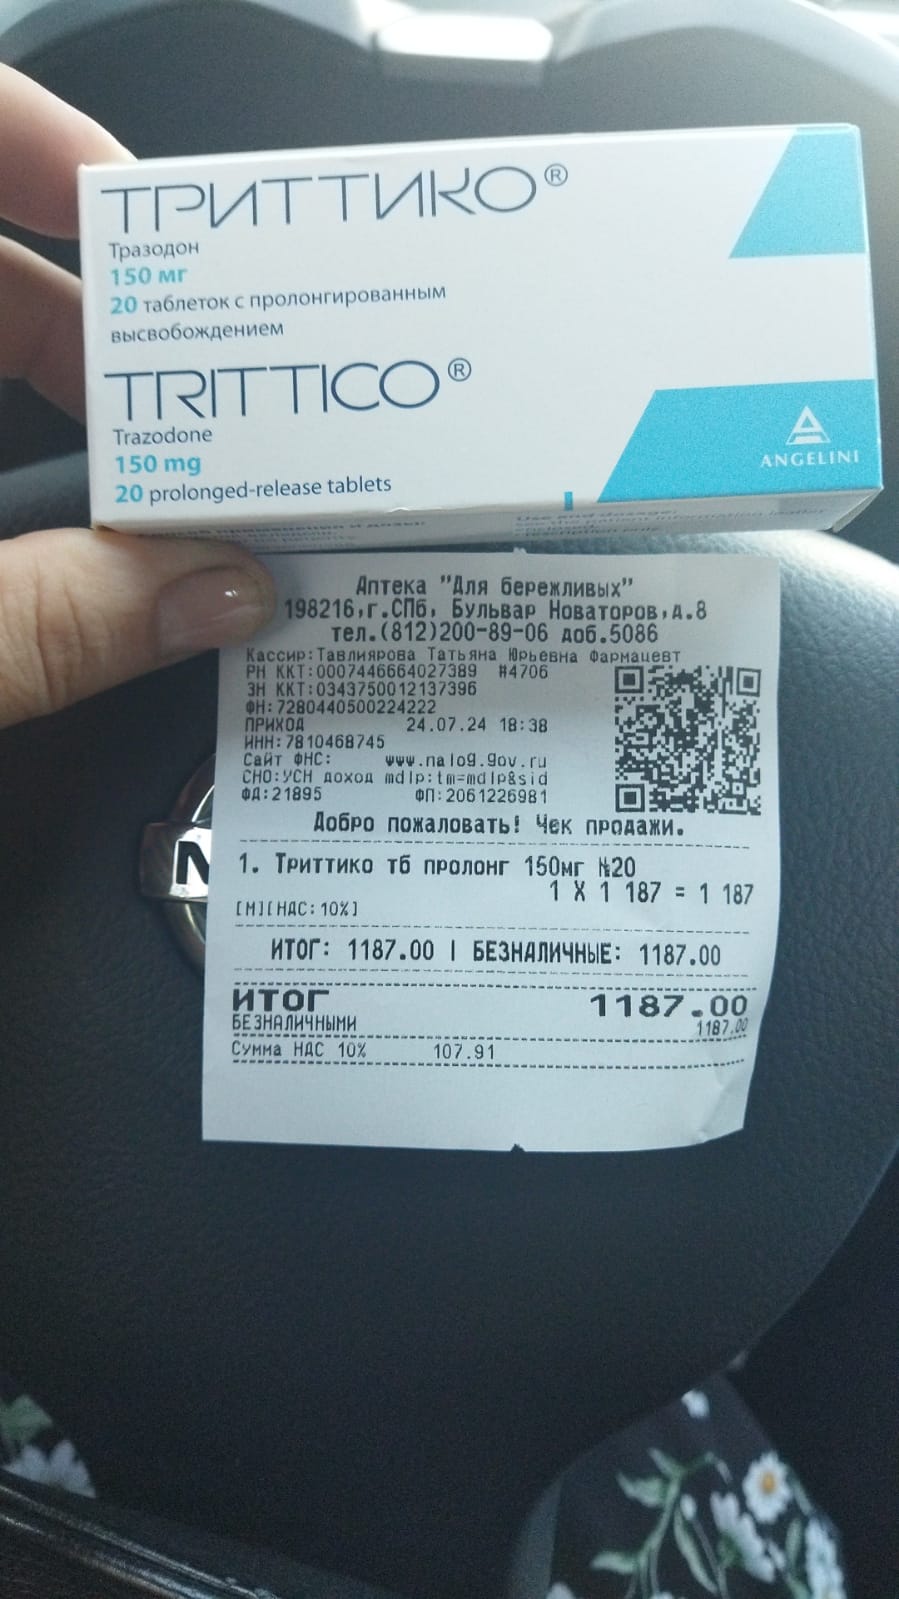 ТРИТТИКО®
Тразодон
150 мг
20 таблеток с пролонгированным
высвобождением
TRITTICO®
Trazodone
150 mg
20 prolonged-release tablets
ANGELINI
Use and dosage:
Аптека "Для бережливых"
198216,г.СПб, Бульвар Новаторов,д.8
тел.(812)200-89-06 доб.5086
Кассир:Тавлиярова Татьяна Юрьевна Фармацевт
РН ККТ:0007446664027389 #4706
ЗН ККТ:0343750012137396
ФН:7280440500224222
ПРИХОД 24.07.24 18:38
ИНН:7810468745
Сайт ФНС: www.nalog.gov.ru
СНО:УСН доход mdlp:tm=mdlp&sid
ФД:21895 ФП:2061226981
Добро пожаловать! Чек продажи.
1. Триттико тб пролонг 150мг №20
1 X 1 187 = 1 187
[М][НДС:10%]
ИТОГ: 1187.00 | БЕЗНАЛИЧНЫЕ: 1187.00
ИТОГ 1187.00
БЕЗНАЛИЧНЫМИ 1187.00
Сумма НДС 10% 107.91
N